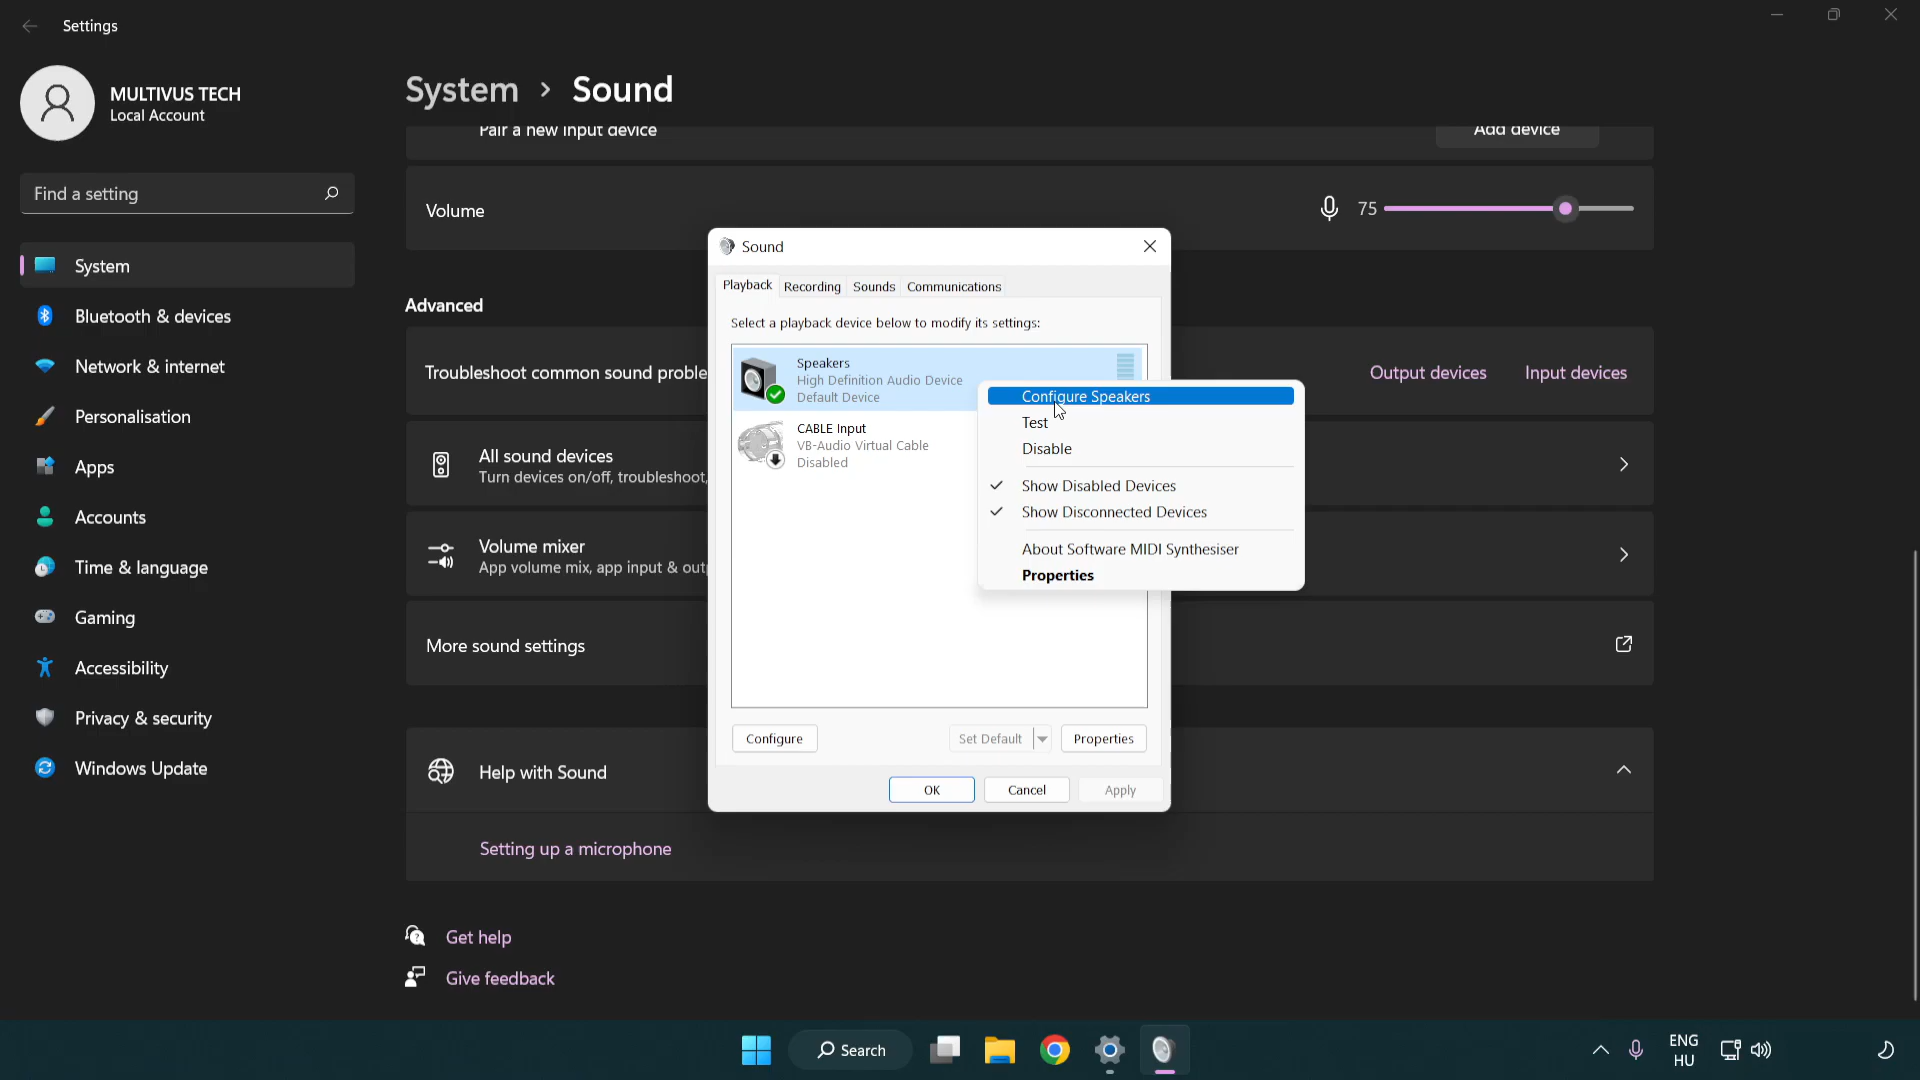 Settings
MULTIVUS TECH
Local Account
Find a setting
System
Bluetooth & devices
Network & internet
Personalisation
Apps
Accounts
Time & language
Gaming
Accessibility
Privacy & security
Windows Update
System › Sound
Pair a new input device
Add device
Volume
75
Advanced
Troubleshoot common sound proble
Output devices
Input devices
All sound devices
Turn devices on/off, troubleshoot,
Volume mixer
App volume mix, app input & out
More sound settings
Help with Sound
Setting up a microphone
Get help
Give feedback
Sound
Playback
Recording
Sounds
Communications
Select a playback device below to modify its settings:
Speakers
High Definition Audio Device
Default Device
CABLE Input
VB-Audio Virtual Cable
Disabled
Configure Speakers
Test
Disable
Show Disabled Devices
Show Disconnected Devices
About Software MIDI Synthesiser
Properties
Configure
Set Default
Properties
OK
Cancel
Apply
Search
ENG
HU